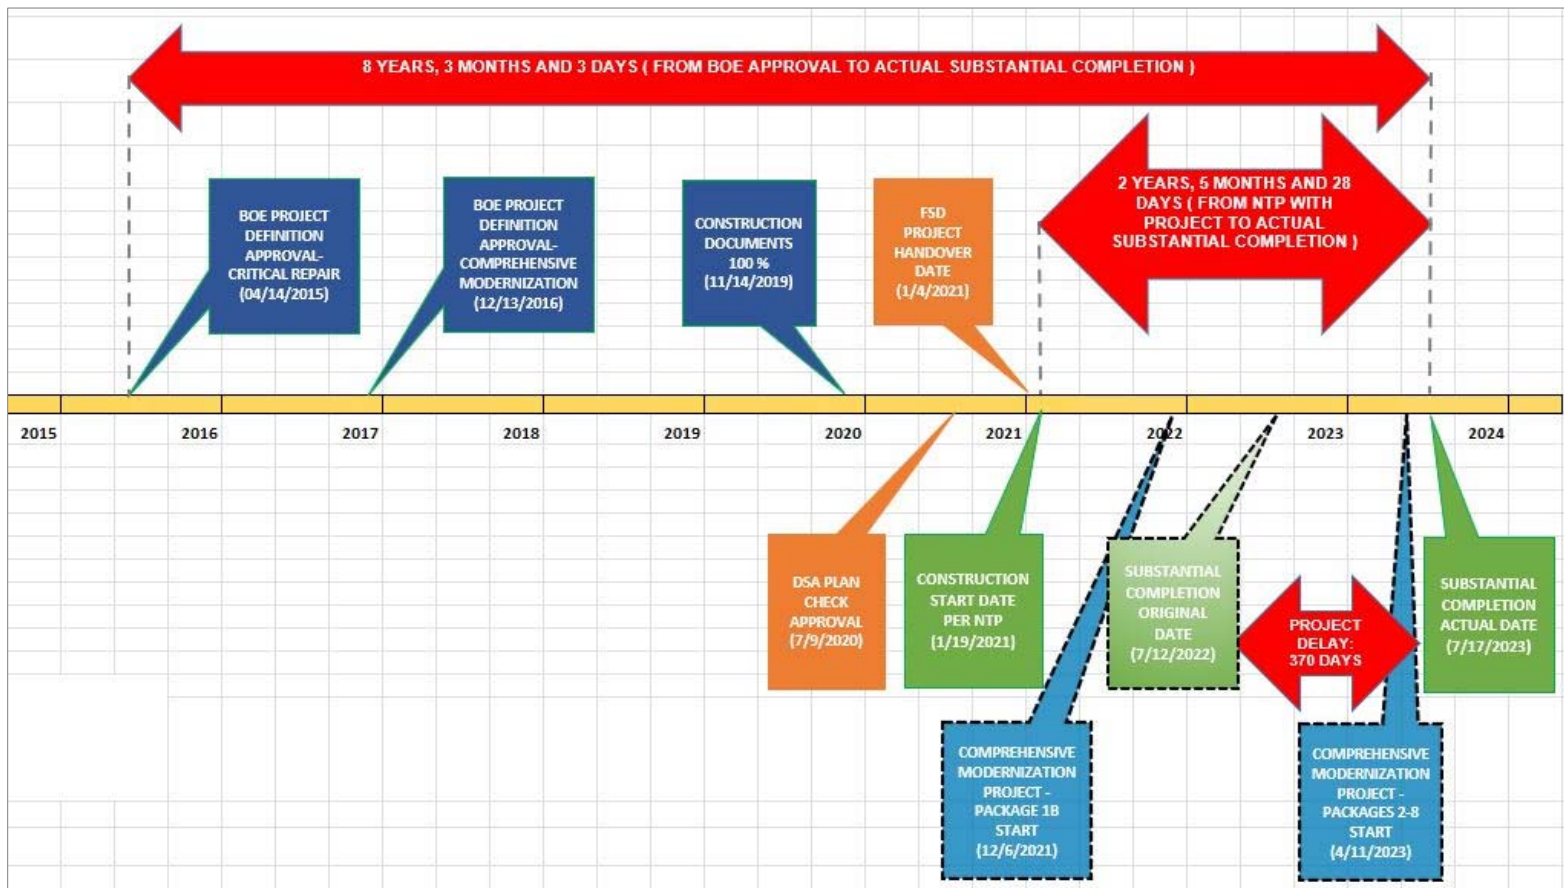 8 YEARS, 3 MONTHS AND 3 DAYS ( FROM BOE APPROVAL TO ACTUAL SUBSTANTIAL COMPLETION )
2 YEARS, 5 MONTHS AND 28
DAYS ( FROM NTP WITH
PROJECT TO ACTUAL
SUBSTANTIAL COMPLETION )
BOE PROJECT
DEFINITION
APPROVAL-
CRITICAL REPAIR
(04/14/2015)
BOE PROJECT
DEFINITION
APPROVAL-
COMPREHENSIVE
MODERNIZATION
(12/13/2016)
CONSTRUCTION
DOCUMENTS
100 %
(11/14/2019)
FSD
PROJECT
HANDOVER
DATE
(1/4/2021)
2015
2016
2017
2018
2019
2020
2021
2022
2023
2024
DSA PLAN
CHECK
APPROVAL
(7/9/2020)
CONSTRUCTION
START DATE
PER NTP
(1/19/2021)
SUBSTANTIAL
COMPLETION
ORIGINAL
DATE
(7/12/2022)
PROJECT
DELAY:
370 DAYS
SUBSTANTIAL
COMPLETION
ACTUAL DATE
(7/17/2023)
COMPREHENSIVE
MODERNIZATION
PROJECT -
PACKAGE 1B
START
(12/6/2021)
COMPREHENSIVE
MODERNIZATION
PROJECT -
PACKAGES 2-8
START
(4/11/2023)